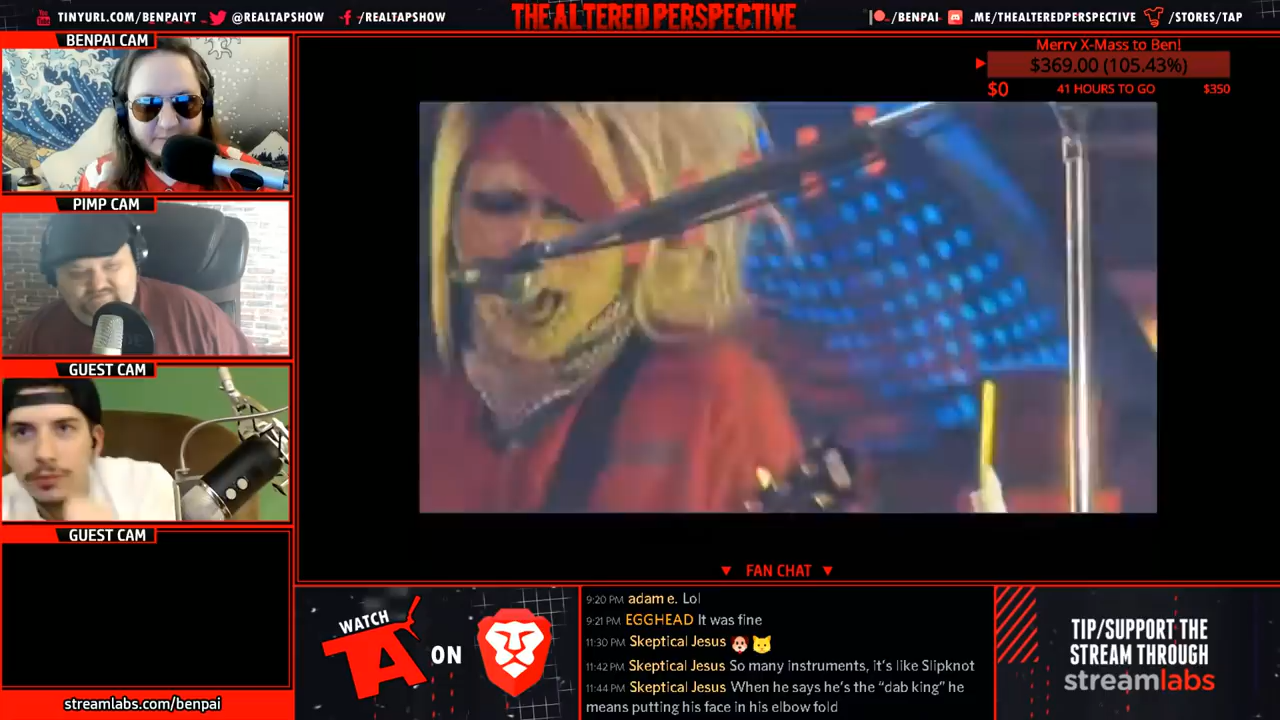 TINYURL.COM/BENPAIYT @REALTAPSHOW /REALTAPSHOW
THE ALTERED PERSPECTIVE
/BENPAI .ME/THEALTEREDPERSPECTIVE /STORES/TAP
BENPAI CAM
Merry X-Mass to Ben!
$369.00 (105.43%)
$0 41 HOURS TO GO $350
PIMP CAM
GUEST CAM
GUEST CAM
▼ FAN CHAT ▼
streamlabs.com/benpai
WATCH
ON
9:20 PM adam e. Lol
9:21 PM EGGHEAD It was fine
11:30 PM Skeptical Jesus
11:42 PM Skeptical Jesus So many instruments, it's like Slipknot
11:44 PM Skeptical Jesus When he says he's the “dab king” he
means putting his face in his elbow fold
TIP/SUPPORT THE
STREAM THROUGH
streamlabs